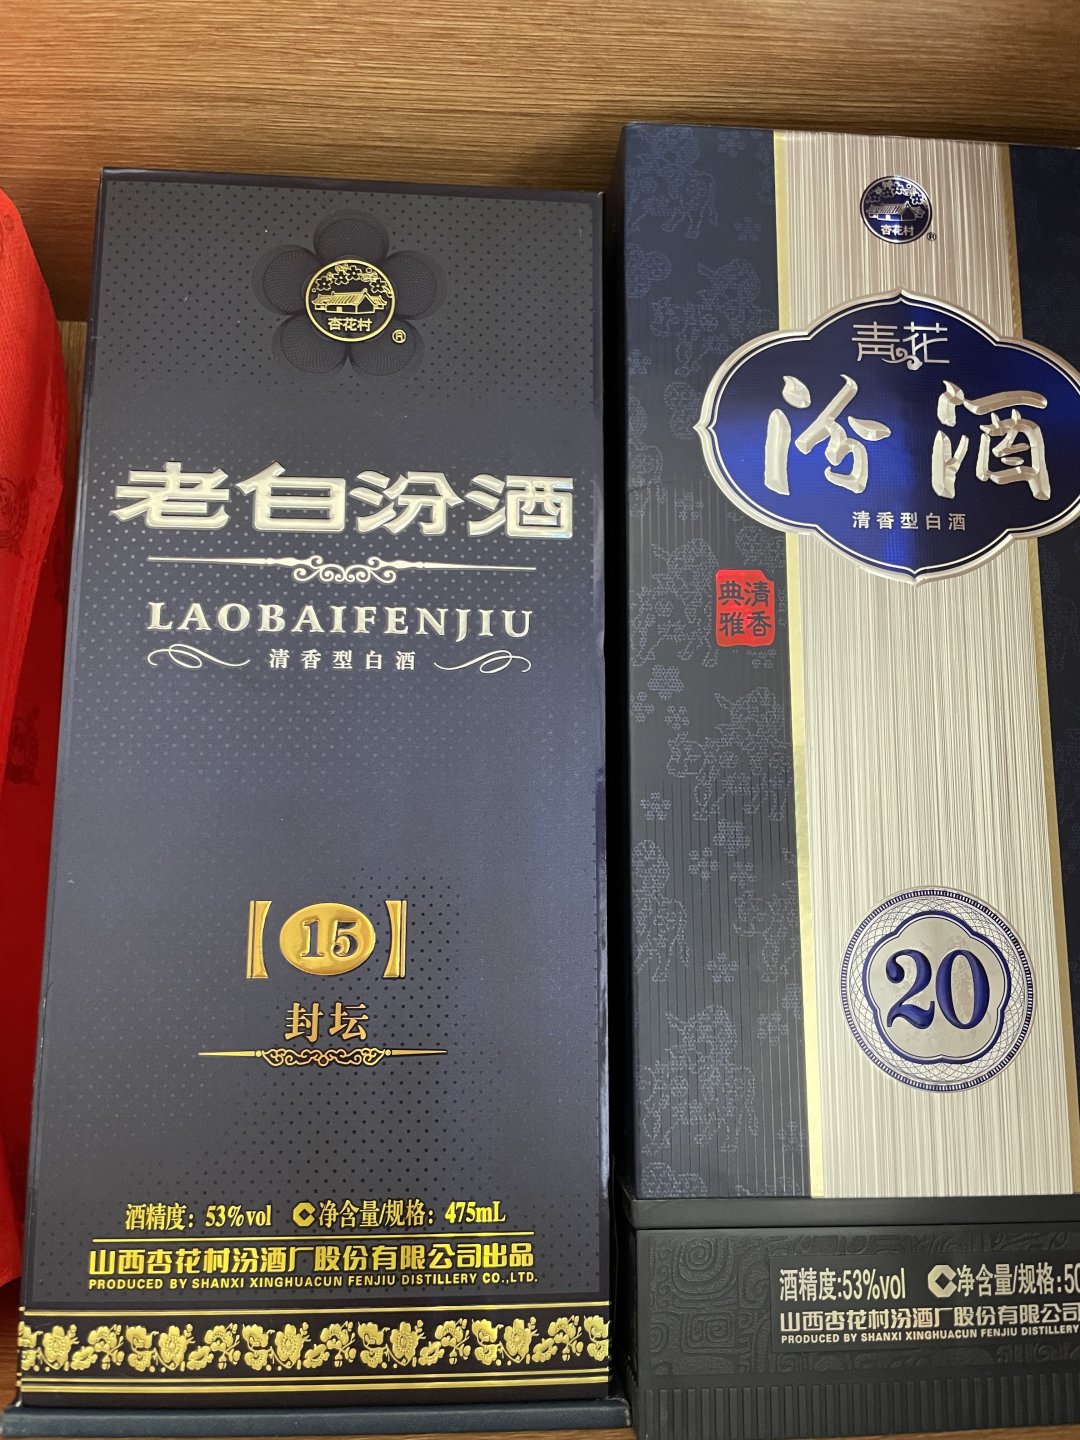 杏花村
®
老白汾酒
LAOBAIFENJIU
清香型白酒
15
封坛
酒精度：53%vol 净含量/规格：475mL
山西杏花村汾酒厂股份有限公司出品
PRODUCED BY SHANXI XINGHUACUN FENJIU DISTILLERY CO.,LTD.
杏花村
®
青花
汾酒
清香型白酒
清香
典雅
20
酒精度:53%vol 净含量/规格:50
山西杏花村汾酒厂股份有限公司
PRODUCED BY SHANXI XINGHUACUN FENJIU DISTILLERY